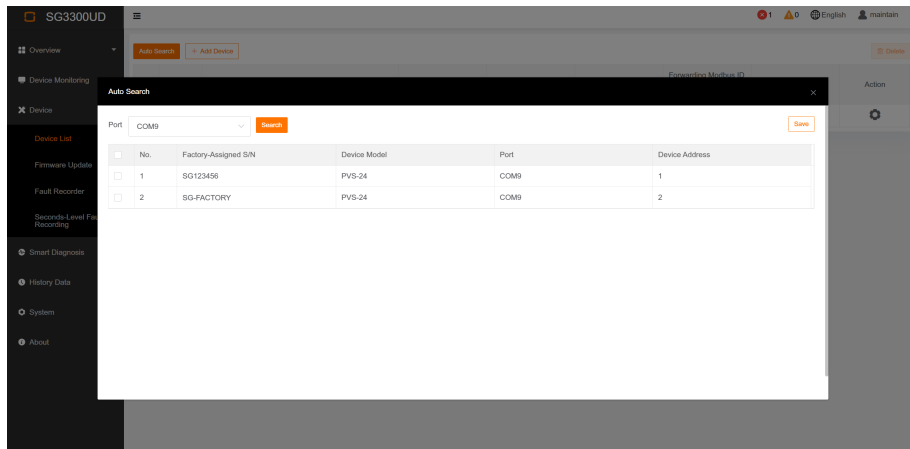 SG3300UD
1
0
English
maintain
Overview
Auto Search
+ Add Device
Delete
Device Monitoring
Forwarding Modbus ID
Action
Auto Search
Device
Port
COM9
Search
Save
Device List
No. Factory-Assigned S/N Device Model Port Device Address
Firmware Update
1 SG123456 PVS-24 COM9 1
Fault Recorder
2 SG-FACTORY PVS-24 COM9 2
Seconds-Level Fau
Recording
Smart Diagnosis
History Data
System
About